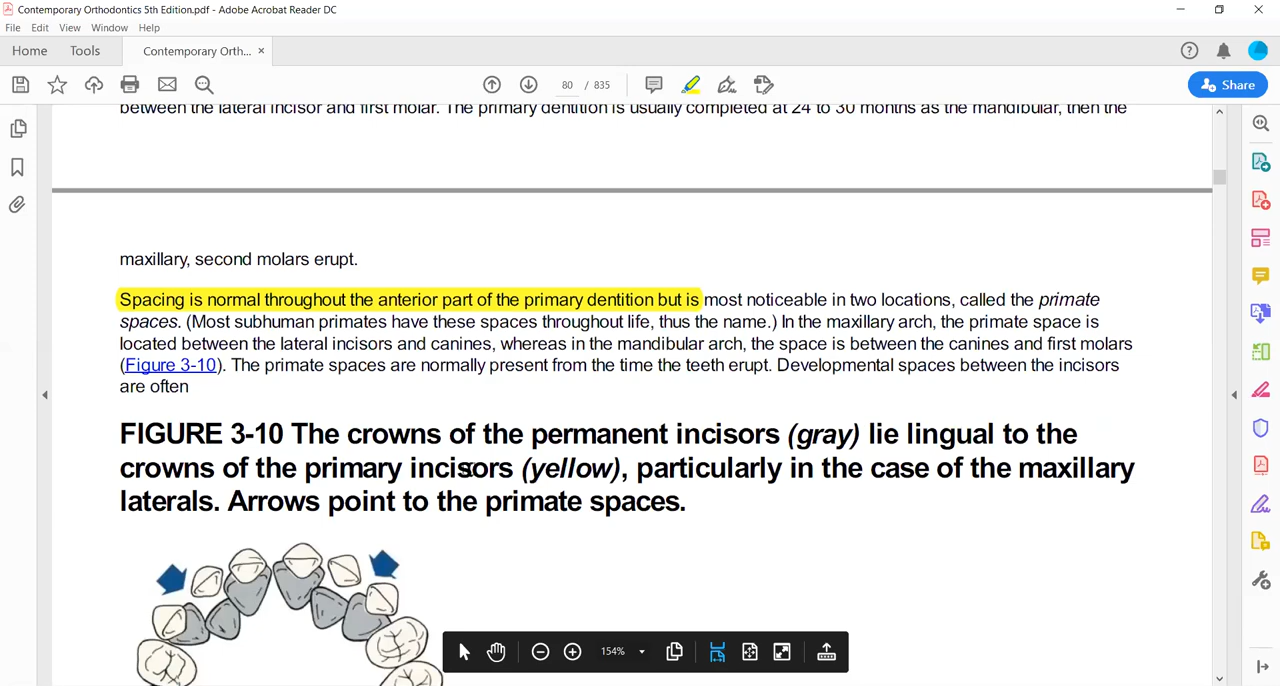 Contemporary Orthodontics 5th Edition.pdf - Adobe Acrobat Reader DC
File Edit View Window Help
Home Tools Contemporary Orth... ×
80 / 835
Share
between the lateral incisor and first molar. The primary dentition is usually completed at 24 to 30 months as the mandibular, then the
maxillary, second molars erupt.
Spacing is normal throughout the anterior part of the primary dentition but is most noticeable in two locations, called the primate
spaces. (Most subhuman primates have these spaces throughout life, thus the name.) In the maxillary arch, the primate space is
located between the lateral incisors and canines, whereas in the mandibular arch, the space is between the canines and first molars
(Figure 3-10). The primate spaces are normally present from the time the teeth erupt. Developmental spaces between the incisors
are often
FIGURE 3-10 The crowns of the permanent incisors (gray) lie lingual to the
crowns of the primary incisors (yellow), particularly in the case of the maxillary
laterals. Arrows point to the primate spaces.
154%